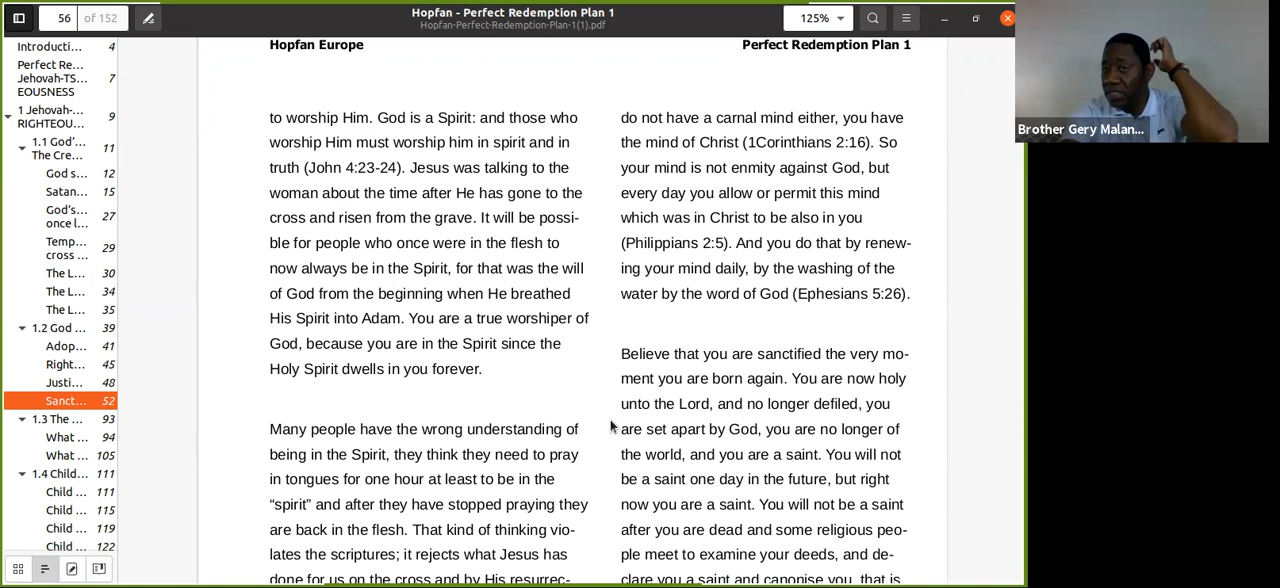 56 of 152
Hopfan - Perfect Redemption Plan 1
Hopfan-Perfect-Redemption-Plan-1(1).pdf
125%
Introducti... 4
Perfect Re...
Jehovah-TS... 7
EOUSNESS
1 Jehovah-
RIGHTEOU... 9
1.1 God'...
The Cre... 11
God s... 12
Satan... 15
God's...
once l... 27
Temp...
cross ... 29
The L... 30
The L... 34
The L... 35
1.2 God ... 39
Adop... 41
Right... 45
Justi... 48
Sanct... 52
1.3 The ... 93
What ... 94
What ... 105
1.4 Child... 111
Child ... 111
Child ... 115
Child ... 119
Child ... 122
Hopfan Europe
to worship Him. God is a Spirit: and those who
worship Him must worship him in spirit and in
truth (John 4:23-24). Jesus was talking to the
woman about the time after He has gone to the
cross and risen from the grave. It will be possi-
ble for people who once were in the flesh to
now always be in the Spirit, for that was the will
of God from the beginning when He breathed
His Spirit into Adam. You are a true worshiper of
God, because you are in the Spirit since the
Holy Spirit dwells in you forever.
Many people have the wrong understanding of
being in the Spirit, they think they need to pray
in tongues for one hour at least to be in the
“spirit” and after they have stopped praying they
are back in the flesh. That kind of thinking vio-
lates the scriptures; it rejects what Jesus has
done for us on the cross and by His resurrec-
Perfect Redemption Plan 1
do not have a carnal mind either, you have
the mind of Christ (1Corinthians 2:16). So
your mind is not enmity against God, but
every day you allow or permit this mind
which was in Christ to be also in you
(Philippians 2:5). And you do that by renew-
ing your mind daily, by the washing of the
water by the word of God (Ephesians 5:26).
Believe that you are sanctified the very mo-
ment you are born again. You are now holy
unto the Lord, and no longer defiled, you
are set apart by God, you are no longer of
the world, and you are a saint. You will not
be a saint one day in the future, but right
now you are a saint. You will not be a saint
after you are dead and some religious peo-
ple meet to examine your deeds, and de-
clare you a saint and canonise you, that is
Brother Gery Malan...